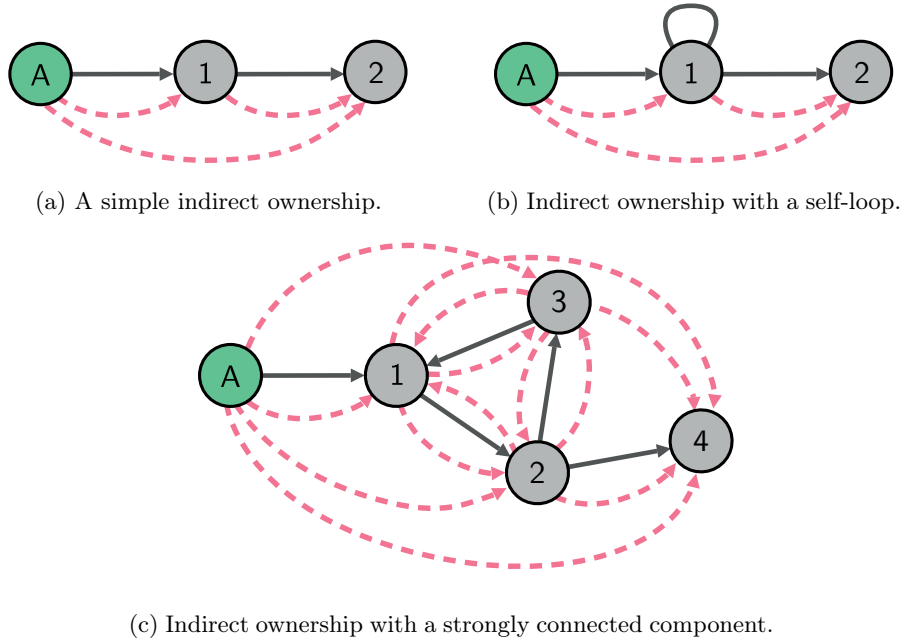 A 1 2
A 1 2
(a) A simple indirect ownership.
(b) Indirect ownership with a self-loop.
3
A 1
4
2
(c) Indirect ownership with a strongly connected component.